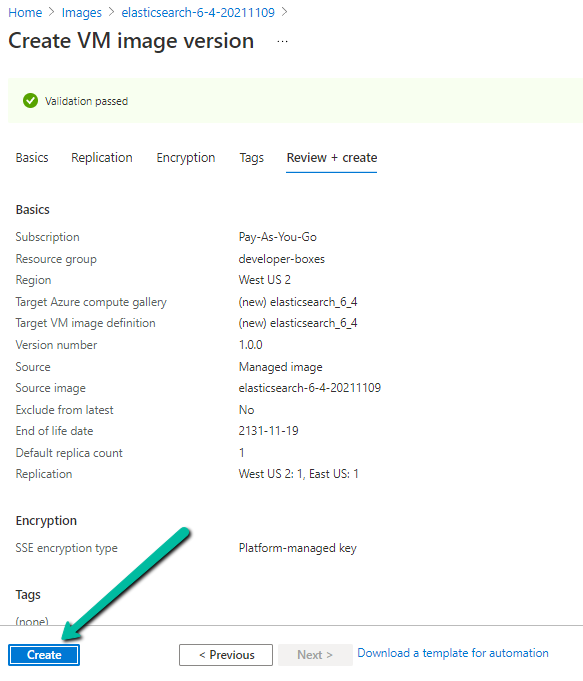 Home > Images > elasticsearch-6-4-20211109 >
Create VM image version ...
Validation passed
Basics Replication Encryption Tags Review + create
Basics
Subscription Pay-As-You-Go
Resource group developer-boxes
Region West US 2
Target Azure compute gallery (new) elasticsearch_6_4
Target VM image definition (new) elasticsearch_6_4
Version number 1.0.0
Source Managed image
Source image elasticsearch-6-4-20211109
Exclude from latest No
End of life date 2131-11-19
Default replica count 1
Replication West US 2: 1, East US: 1
Encryption
SSE encryption type Platform-managed key
Tags
(none)
Create < Previous Next > Download a template for automation